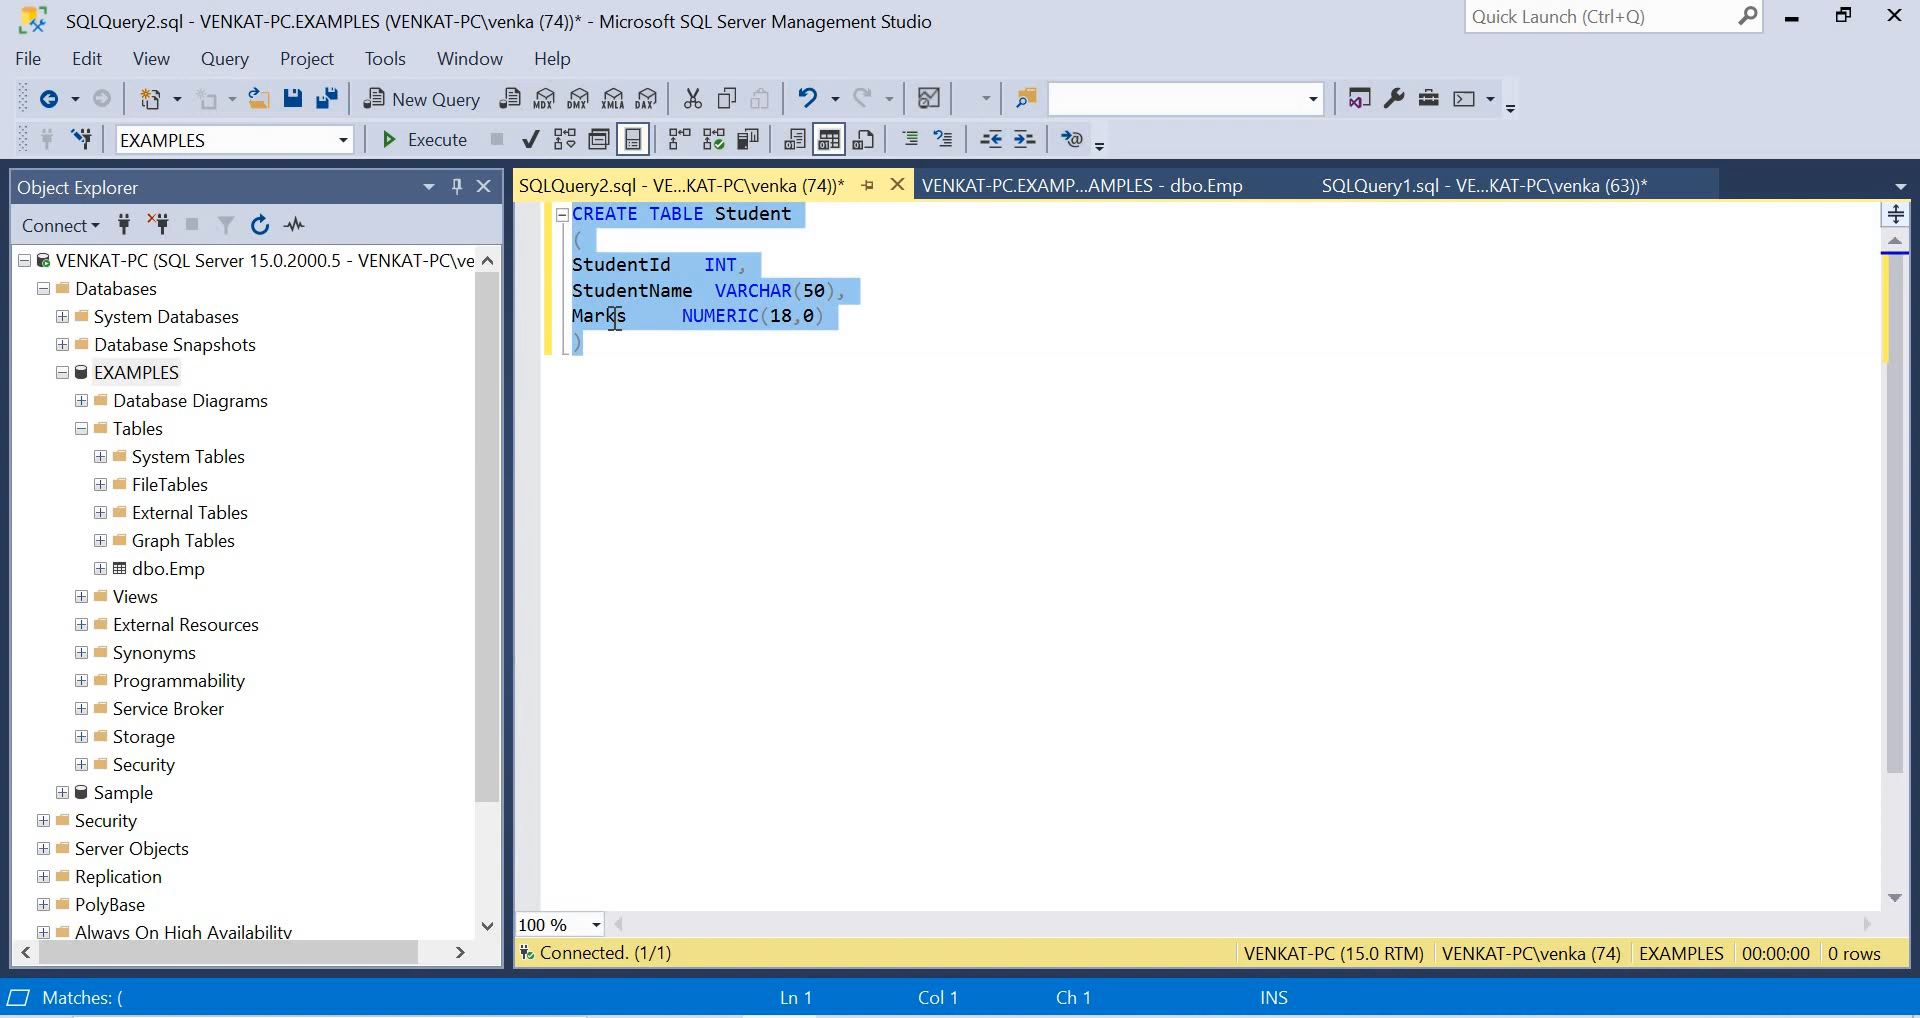 SQLQuery2.sql - VENKAT-PC.EXAMPLES (VENKAT-PC\venka (74))* - Microsoft SQL Server Management Studio
Quick Launch (Ctrl+Q)
File Edit View Query Project Tools Window Help
New Query MDX DMX XMLA DAX
EXAMPLES Execute
Object Explorer
SQLQuery2.sql - VE...KAT-PC\venka (74))* VENKAT-PC.EXAMP...AMPLES - dbo.Emp SQLQuery1.sql - VE...KAT-PC\venka (63))*
Connect
VENKAT-PC (SQL Server 15.0.2000.5 - VENKAT-PC\ve
Databases
System Databases
Database Snapshots
EXAMPLES
Database Diagrams
Tables
System Tables
FileTables
External Tables
Graph Tables
dbo.Emp
Views
External Resources
Synonyms
Programmability
Service Broker
Storage
Security
Sample
Security
Server Objects
Replication
PolyBase
Always On High Availability
CREATE TABLE Student
(
StudentId INT,
StudentName VARCHAR(50),
Marks NUMERIC(18,0)
)
100 %
Connected. (1/1) VENKAT-PC (15.0 RTM) VENKAT-PC\venka (74) EXAMPLES 00:00:00 0 rows
Matches: ( Ln 1 Col 1 Ch 1 INS